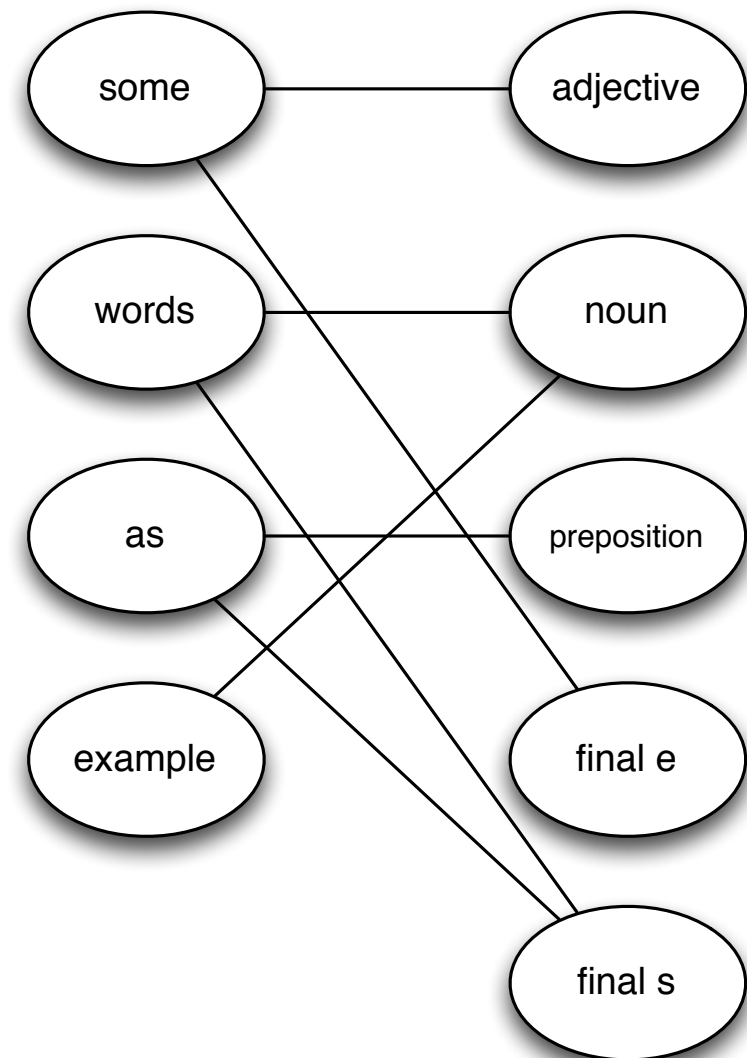 some
adjective
words
noun
as
preposition
example
final e
final s